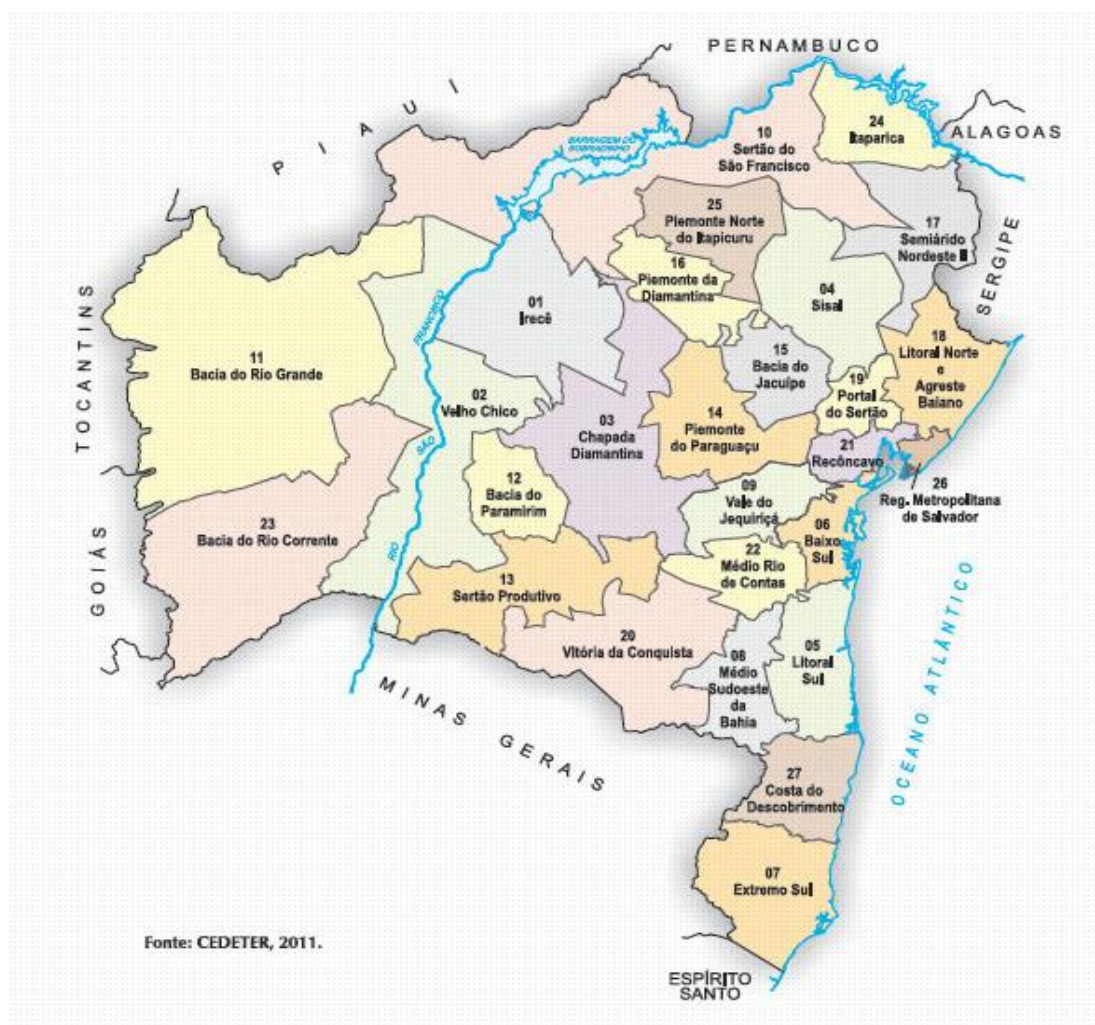 PERNAMBUCO
PIAUI
ALAGOAS
SERGIPE
TOCANTINS
GOIÁS
BARRAGEM DO
SOBRADINHO
24
Itaparica
10
Sertão do
São Francisco
25
Piemonte Norte
do Itapicuru
17
Semiárido
Nordeste II
16
Piemonte da
Diamantina
04
Sisal
01
Irecê
RIO
SÃO
FRANCISCO
18
Litoral Norte
e
Agreste
Baiano
11
Bacia do Rio Grande
15
Bacia do
Jacuípe
19
Portal
do Sertão
02
Velho Chico
03
Chapada
Diamantina
14
Piemonte
do Paraguaçu
21
Recôncavo
26
Reg. Metropolitana
de Salvador
12
Bacia do
Paramirim
09
Vale do
Jequiriçá
06
Baixo
Sul
23
Bacia do Rio Corrente
22
Médio Rio
de Contas
13
Sertão Produtivo
20
Vitória da Conquista
08
Médio
Sudoeste
da
Bahia
05
Litoral
Sul
OCEANO ATLÂNTICO
MINAS GERAIS
27
Costa do
Descobrimento
07
Extremo Sul
Fonte: CEDETER, 2011.
ESPÍRITO
SANTO